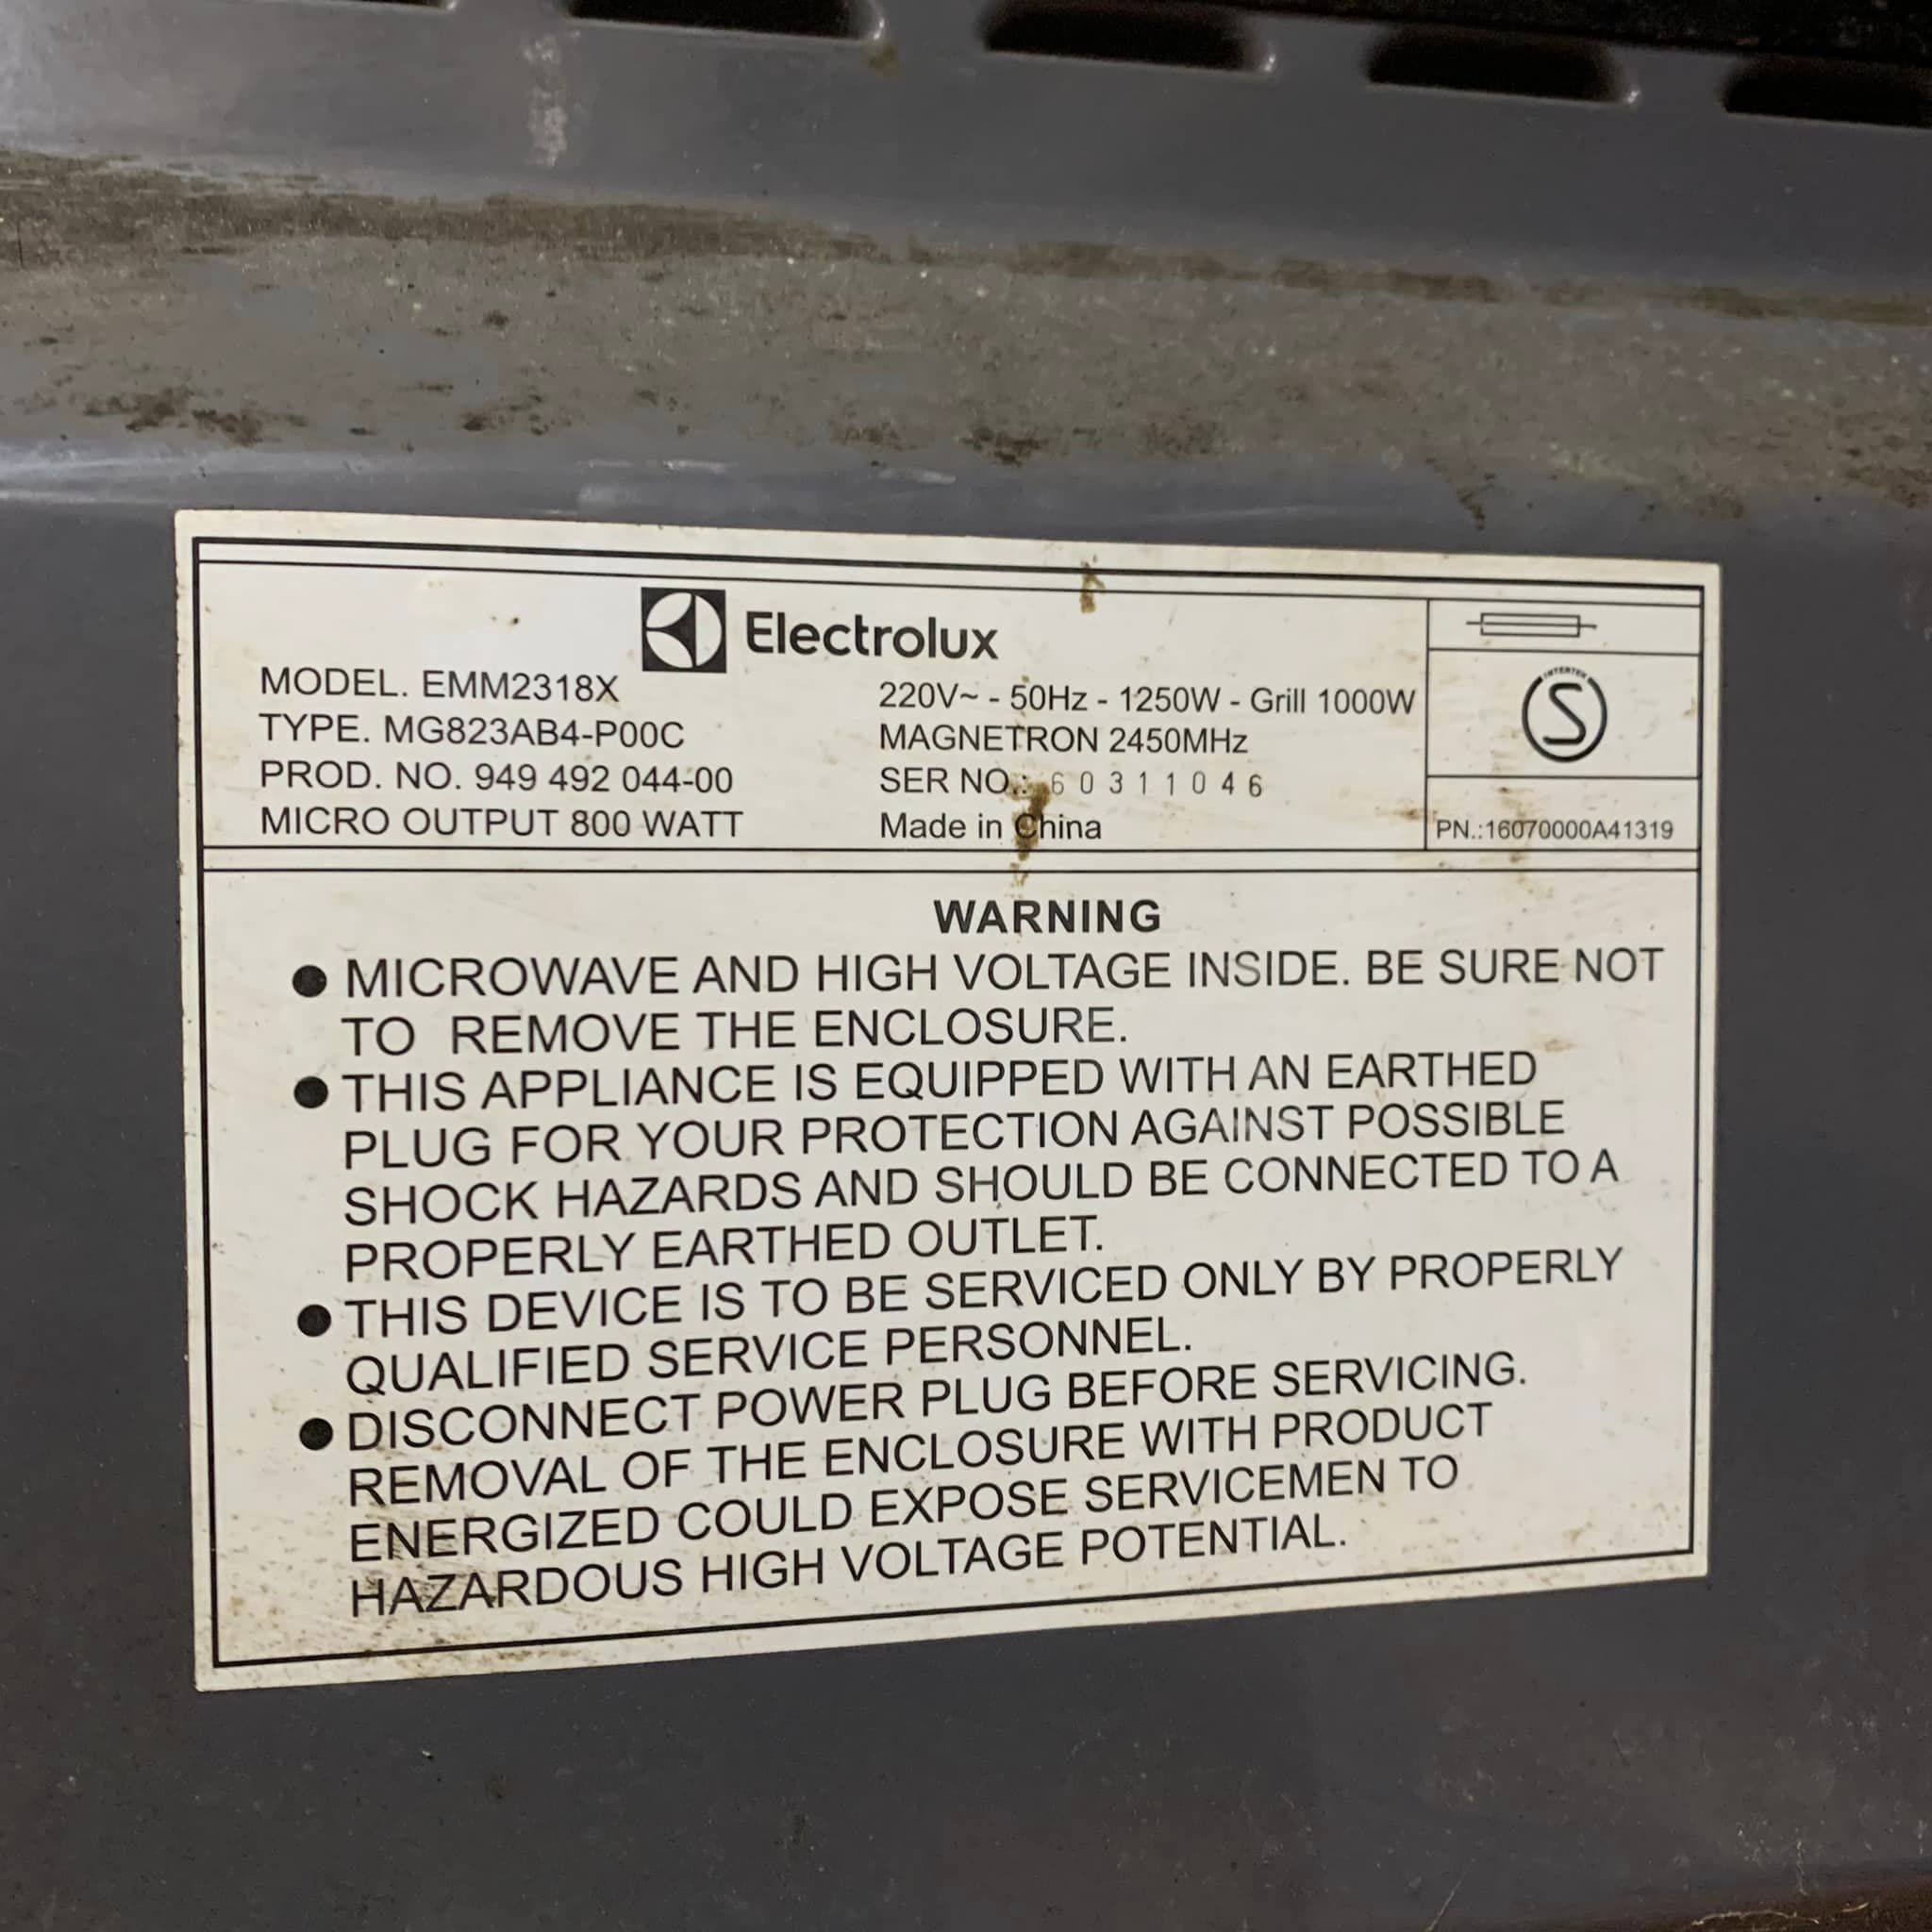 Electrolux
MODEL. EMM2318X
TYPE. MG823AB4-P00C
PROD. NO. 949 492 044-00
MICRO OUTPUT 800 WATT
220V~ - 50Hz - 1250W - Grill 1000W
MAGNETRON 2450MHz
SER NO.: 60311046
Made in China
INTERTEK
S
PN.:16070000A41319
WARNING
● MICROWAVE AND HIGH VOLTAGE INSIDE. BE SURE NOT
TO REMOVE THE ENCLOSURE.
● THIS APPLIANCE IS EQUIPPED WITH AN EARTHED
PLUG FOR YOUR PROTECTION AGAINST POSSIBLE
SHOCK HAZARDS AND SHOULD BE CONNECTED TO A
PROPERLY EARTHED OUTLET.
● THIS DEVICE IS TO BE SERVICED ONLY BY PROPERLY
QUALIFIED SERVICE PERSONNEL.
● DISCONNECT POWER PLUG BEFORE SERVICING.
REMOVAL OF THE ENCLOSURE WITH PRODUCT
ENERGIZED COULD EXPOSE SERVICEMEN TO
HAZARDOUS HIGH VOLTAGE POTENTIAL.